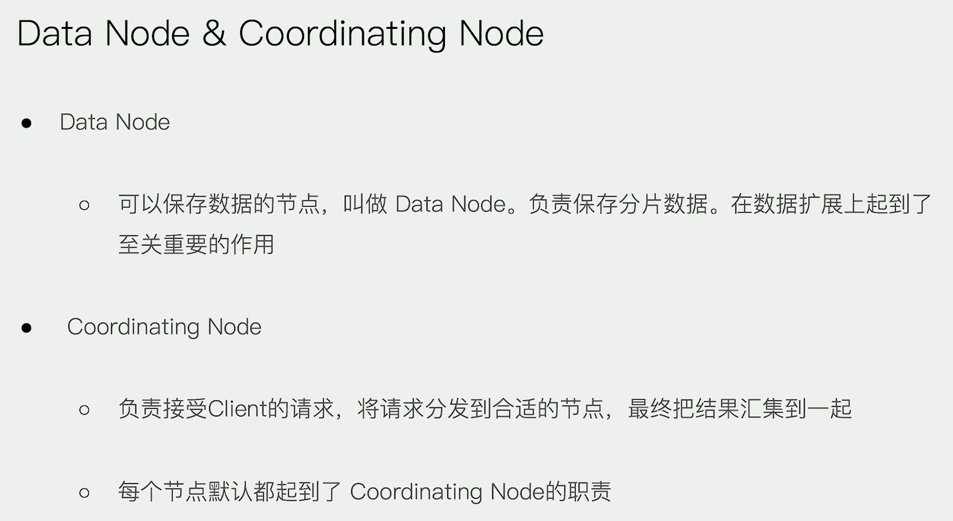 Data Node & Coordinating Node
● Data Node
○ 可以保存数据的节点，叫做 Data Node。负责保存分片数据。在数据扩展上起到了
至关重要的作用
● Coordinating Node
○ 负责接受Client的请求，将请求分发到合适的节点，最终把结果汇集到一起
○ 每个节点默认都起到了 Coordinating Node的职责